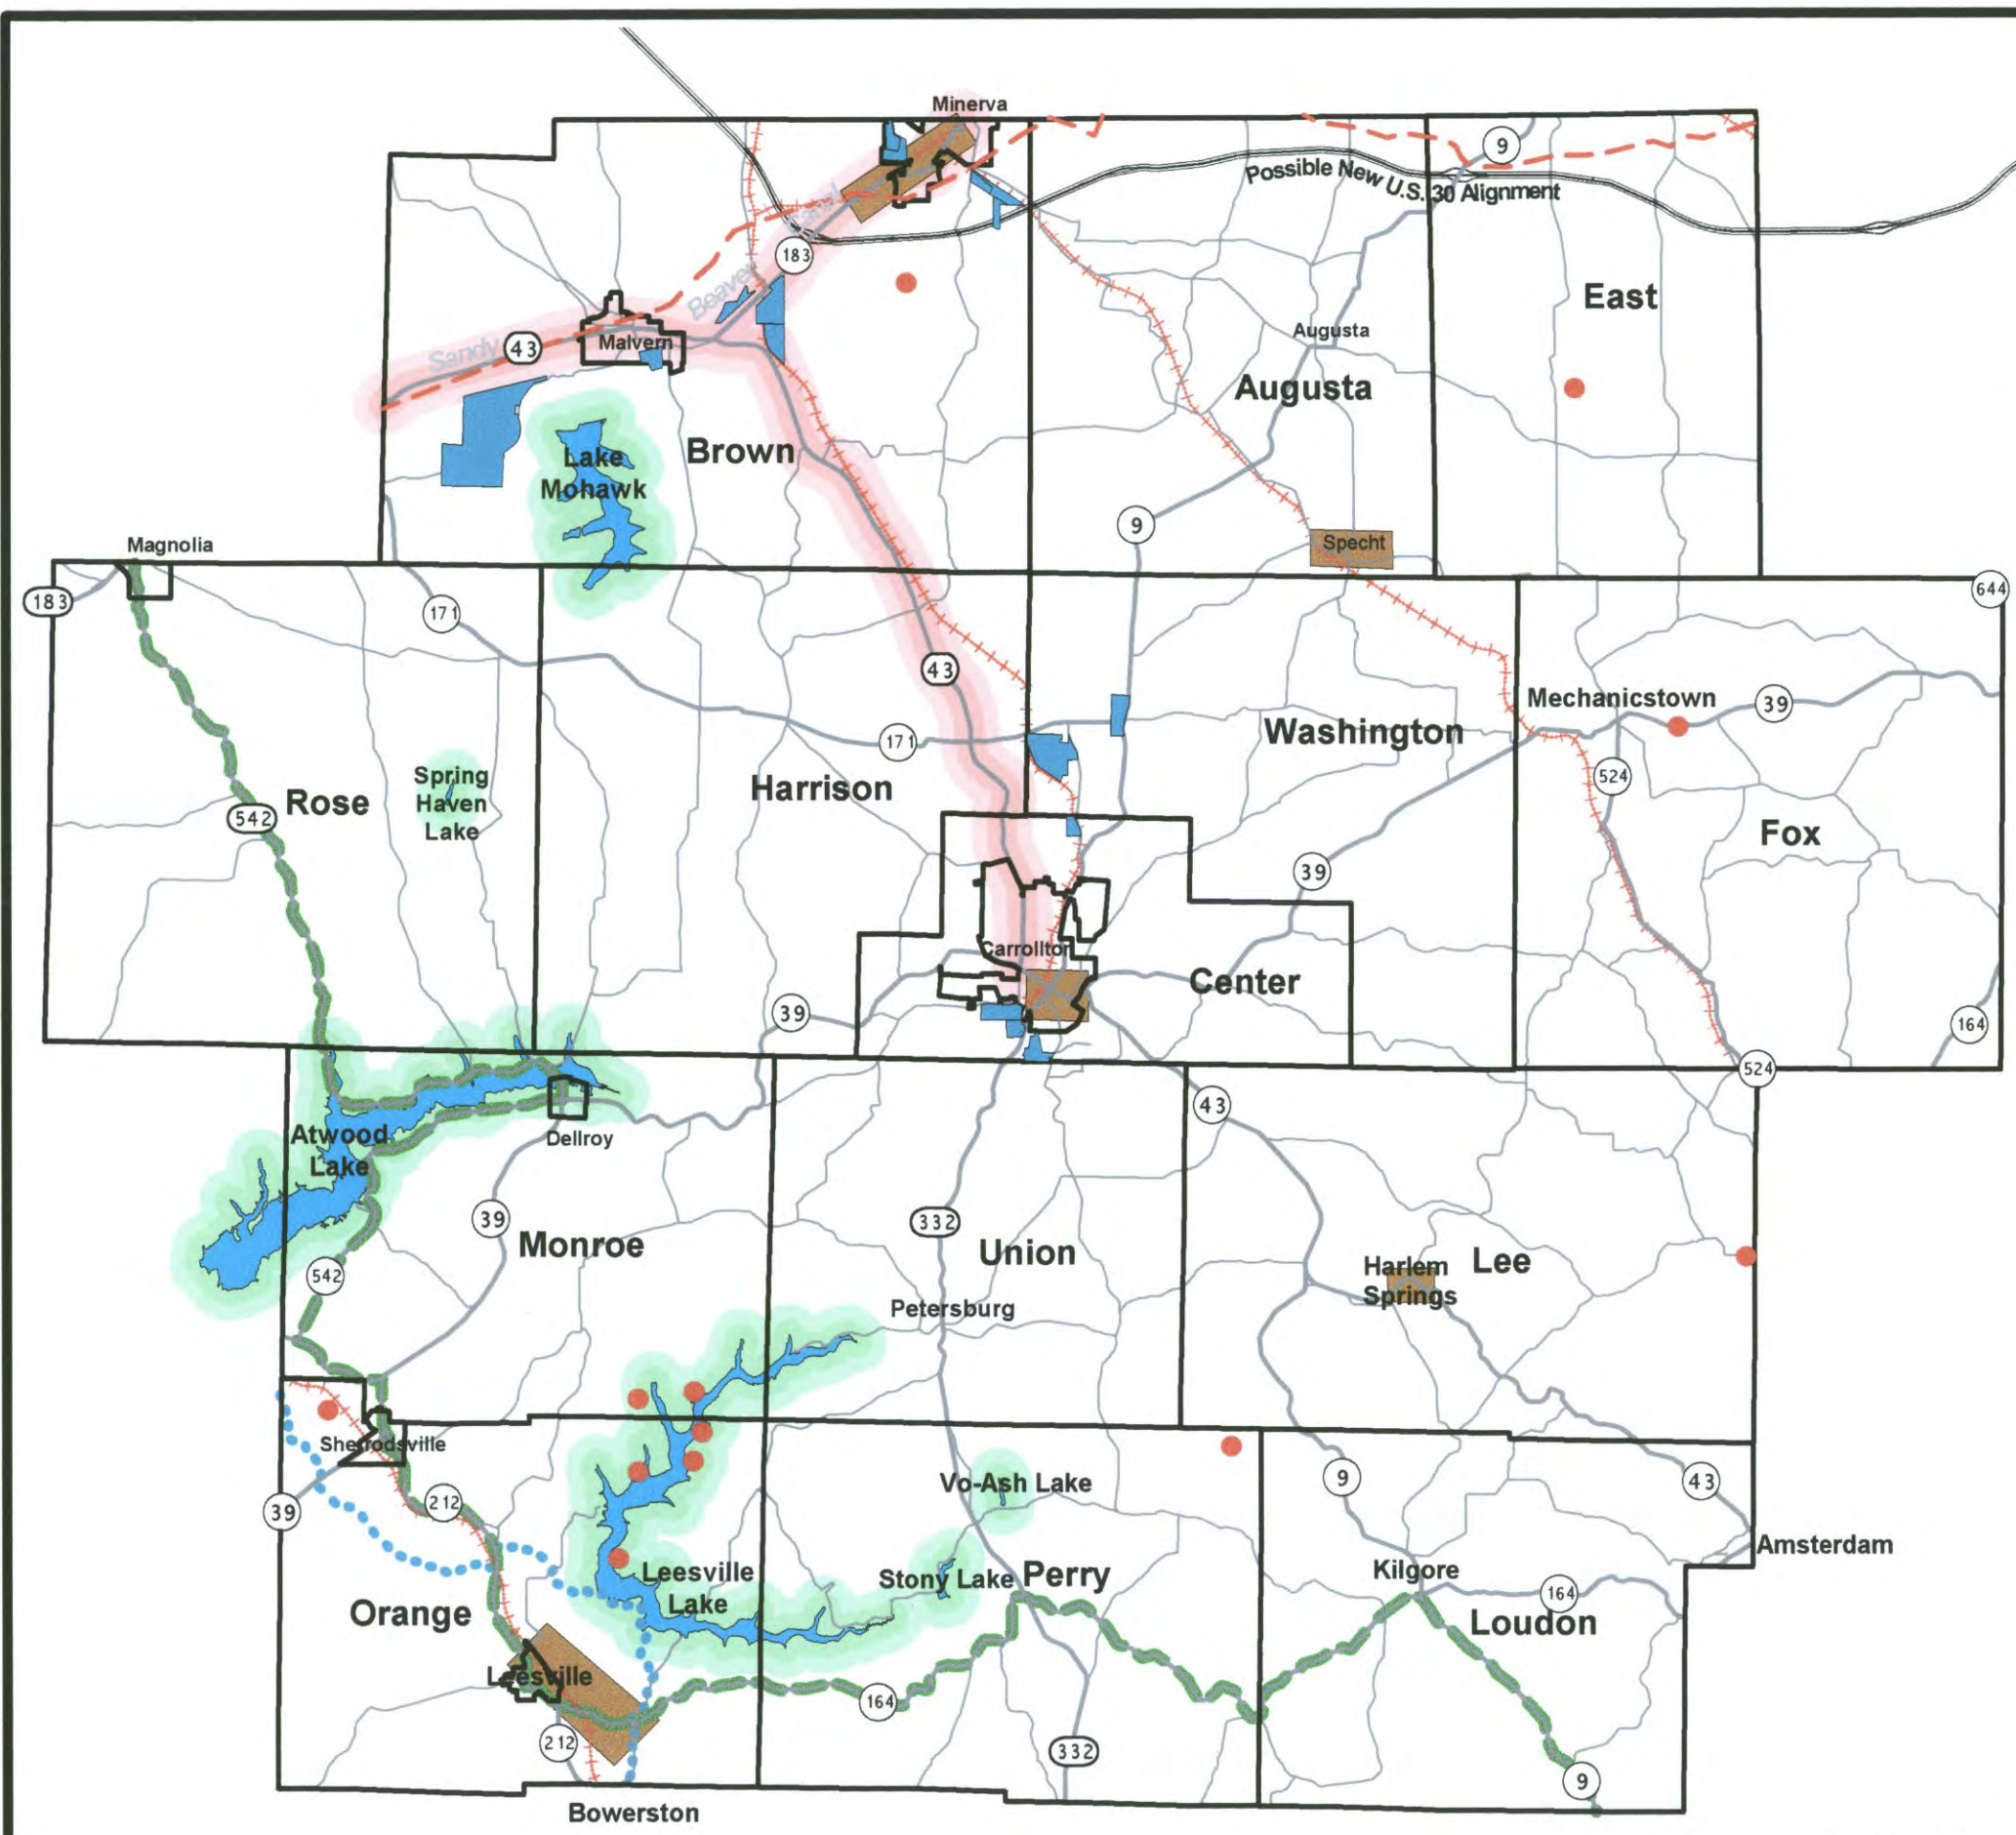 Minerva
9
Possible New U.S. 30 Alignment
Canal
183
Beaver
East
Augusta
Sandy
43
Malvern
Augusta
Brown
Lake
Mohawk
9
Specht
Magnolia
183
171
644
43
Mechanicstown
39
Washington
171
Spring
Haven
Lake
Rose
Harrison
524
542
Fox
39
Carrollton
Center
39
164
524
43
Atwood
Lake
Dellroy
39
Monroe
332
Union
Harlem
Springs
Lee
542
Petersburg
Sherrodsville
39
212
Vo-Ash Lake
9
43
Amsterdam
Leesville
Lake
Stony Lake
Perry
Kilgore
164
Orange
Loudon
Leesville
164
212
332
9
Bowerston